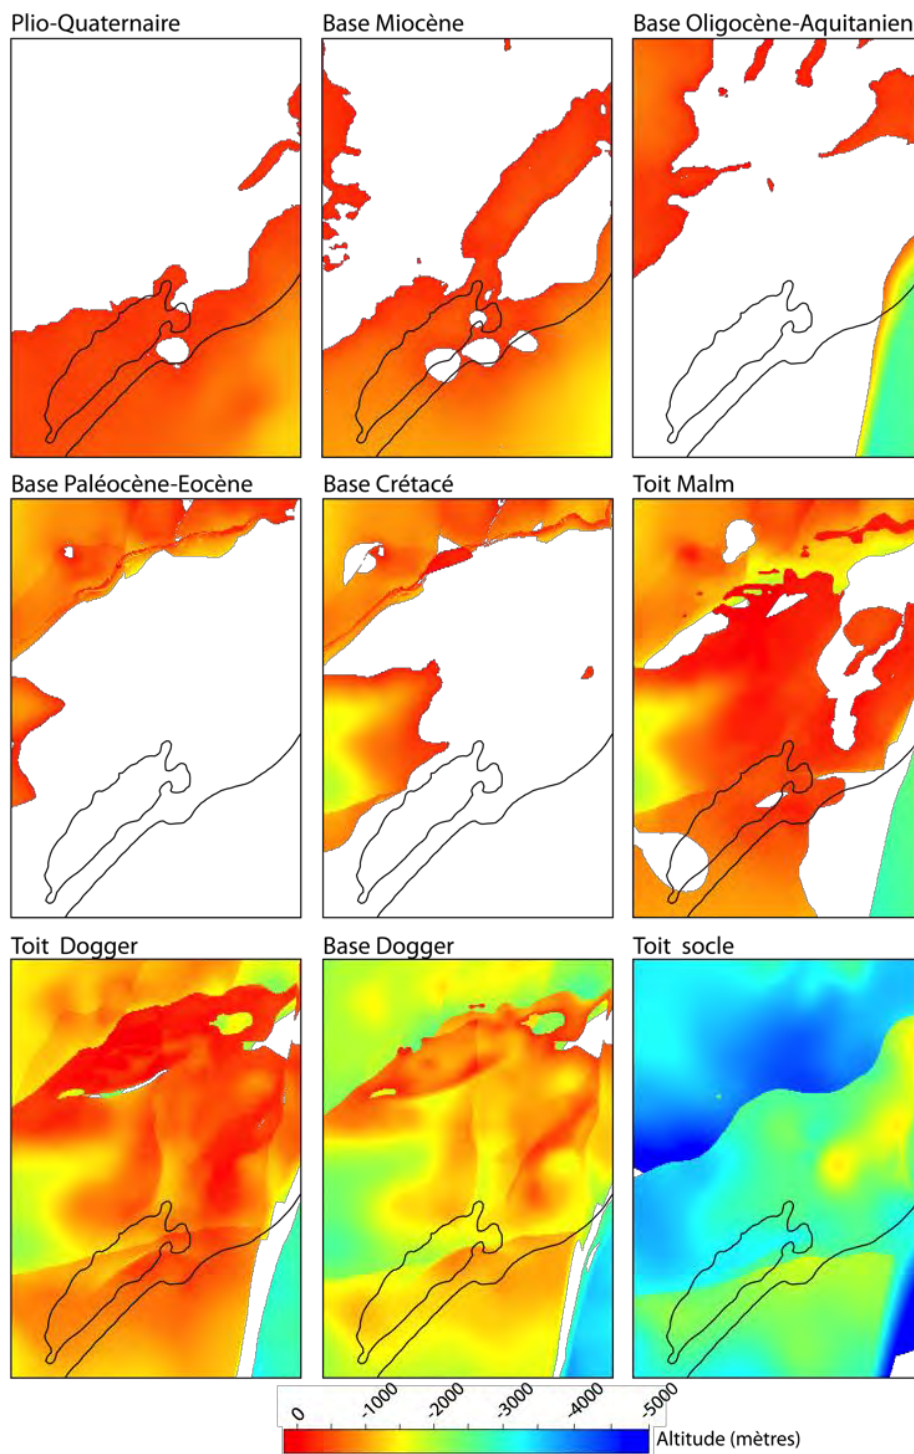 Plio-Quaternaire
Base Miocène
Base Oligocène-Aquitanien
Base Paléocène-Eocène
Base Crétacé
Toit Malm
Toit Dogger
Base Dogger
Toit socle
0 -1000 -2000 -3000 -4000 -5000
Altitude (mètres)